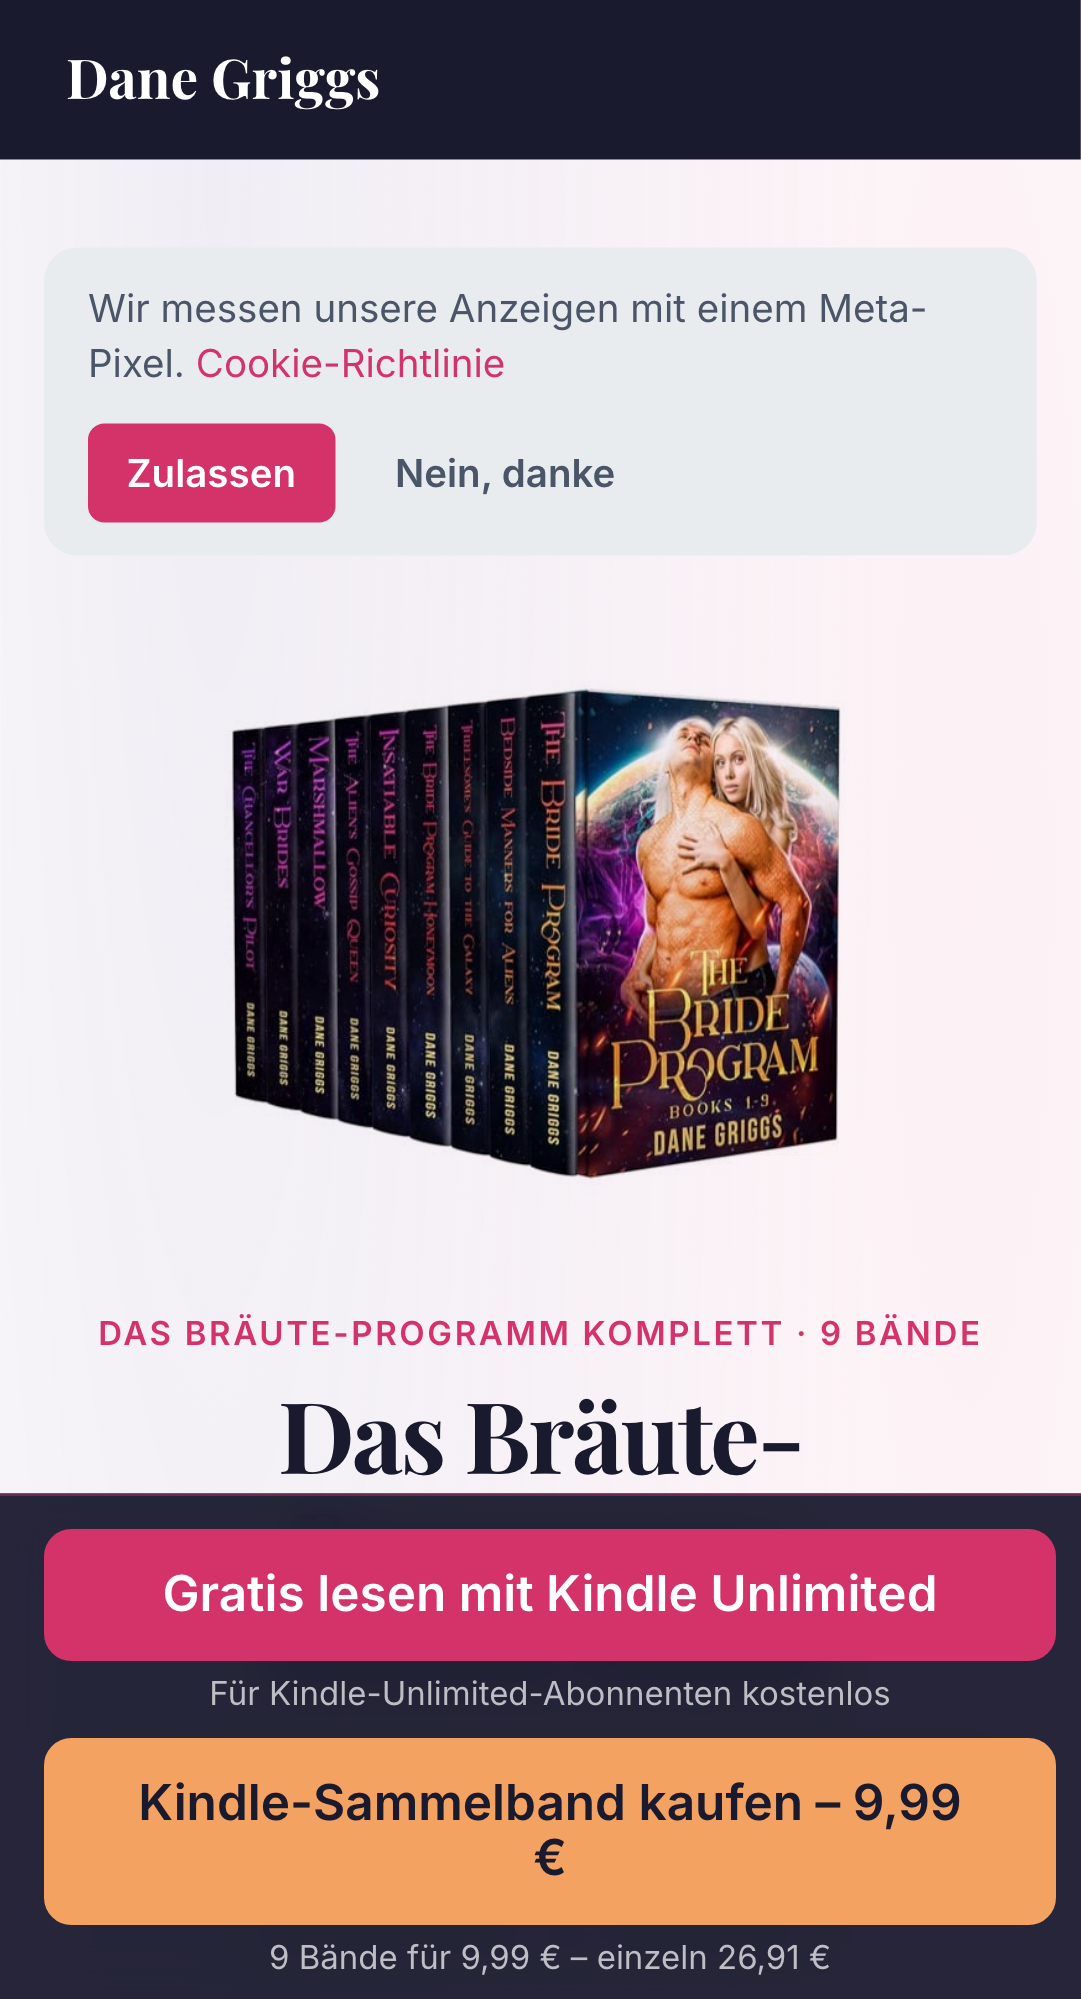 Dane Griggs
Wir messen unsere Anzeigen mit einem Meta-
Pixel. Cookie-Richtlinie
Zulassen
Nein, danke
The Chancellor's Pilot
Dane Griggs
War Brides
Dane Griggs
Marshmallow
Dane Griggs
The Alien's Gossip Queen
Dane Griggs
Insatiable Curiosity
Dane Griggs
The Bride Program Honeymoon
Dane Griggs
Threesome's Guide to the Galaxy
Dane Griggs
Bedside Manners for Aliens
Dane Griggs
The Bride Program
Dane Griggs
The
Bride
Program
Books 1-9
Dane Griggs
DAS BRÄUTE-PROGRAMM KOMPLETT · 9 BÄNDE
Das Bräute-
Gratis lesen mit Kindle Unlimited
Für Kindle-Unlimited-Abonnenten kostenlos
Kindle-Sammelband kaufen – 9,99
€
9 Bände für 9,99 € – einzeln 26,91 €